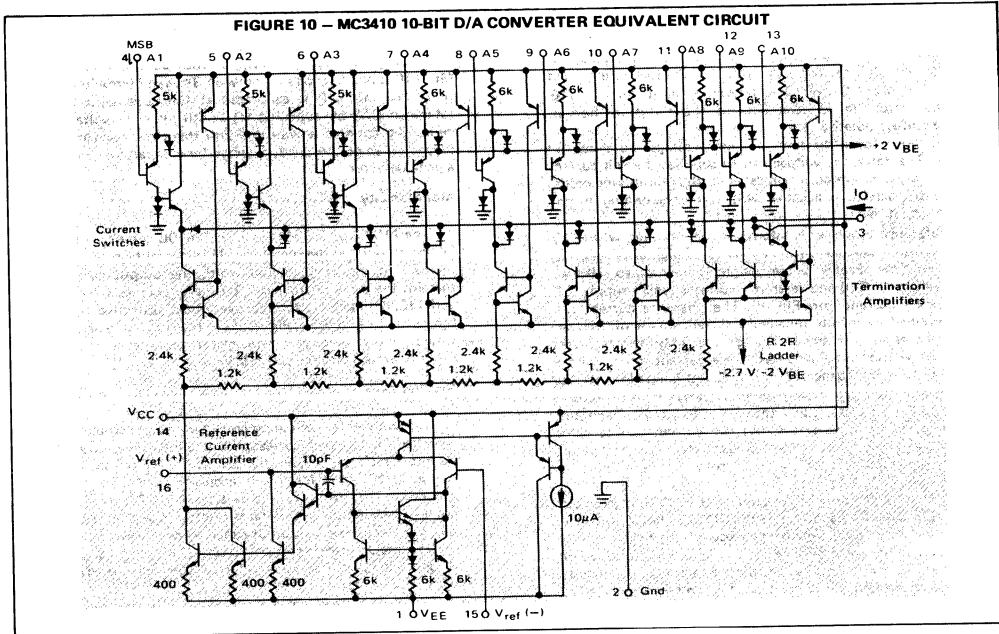 FIGURE 10 – MC3410 10-BIT D/A CONVERTER EQUIVALENT CIRCUIT
MSB
4 A1
5 A2
6 A3
7 A4
8 A5
9 A6
10 A7
11 A8
12
A9
13
A10
5k
5k
5k
6k
6k
6k
6k
6k
6k
6k
+2 VBE
IO
3
Current
Switches
Termination
Amplifiers
2.4k
2.4k
2.4k
2.4k
2.4k
2.4k
2.4k
2.4k
1.2k
1.2k
1.2k
1.2k
1.2k
1.2k
R 2R
Ladder
-2.7 V -2 VBE
VCC
14
Reference
Current
Amplifier
Vref (+)
16
10pF
10μA
400
400
400
6k
6k
6k
1 VEE
15 Vref (–)
2 Gnd